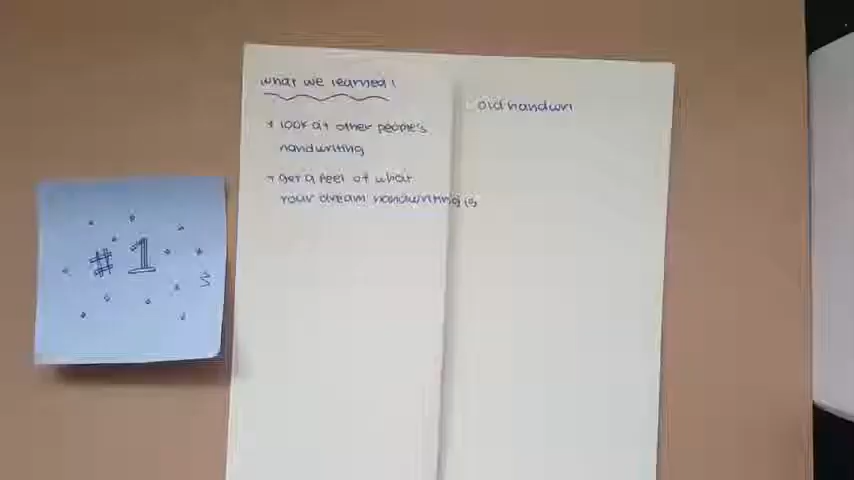 what we learned!
* look at other people's
handwriting
* get a feel of what
your dream handwriting is
old handwri
#1